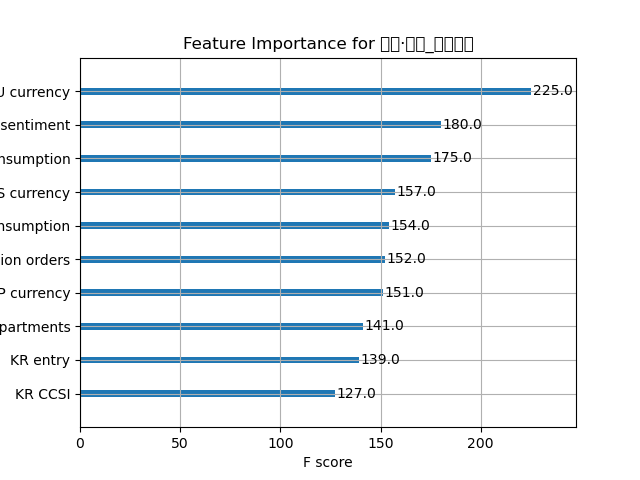 Feature Importance for ·_
U currency
225.0
sentiment
180.0
nsumption
175.0
S currency
157.0
nsumption
154.0
ion orders
152.0
P currency
151.0
partments
141.0
KR entry
139.0
KR CCSI
127.0
0 50 100 150 200
F score